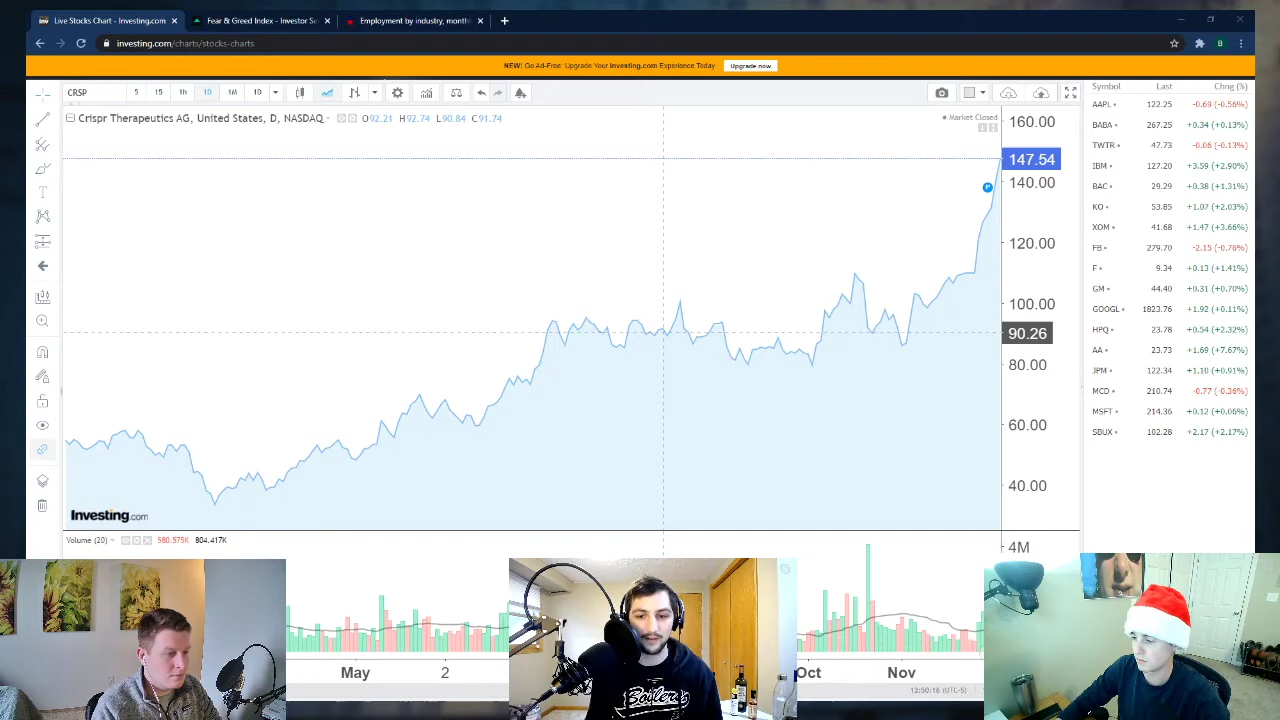 Live Stocks Chart - Investing.com
Fear & Greed Index - Investor Se
Employment by industry, month
investing.com/charts/stocks-charts
B
NEW! Go Ad-Free: Upgrade Your Investing.com Experience Today
Upgrade now
CRSP
5
15
1h
1D
1M
1D
Crispr Therapeutics AG, United States, D, NASDAQ
O92.21 H92.74 L90.84 C91.74
Market Closed
160.00
147.54
140.00
120.00
100.00
90.26
80.00
60.00
40.00
P
Investing.com
Volume (20)
580.575K
804.417K
4M
May
2
Oct
Nov
12:50:16 (UTC-5)
Symbol Last Chng (%)
AAPL 122.25 -0.69 (-0.56%)
BABA 267.25 +0.34 (+0.13%)
TWTR 47.73 -0.06 (-0.13%)
IBM 127.20 +3.59 (+2.90%)
BAC 29.29 +0.38 (+1.31%)
KO 53.85 +1.07 (+2.03%)
XOM 41.68 +1.47 (+3.66%)
FB 279.70 -2.15 (-0.76%)
F 9.34 +0.13 (+1.41%)
GM 44.40 +0.31 (+0.70%)
GOOGL 1823.76 +1.92 (+0.11%)
HPQ 23.78 +0.54 (+2.32%)
AA 23.73 +1.69 (+7.67%)
JPM 122.34 +1.10 (+0.91%)
MCD 210.74 -0.77 (-0.36%)
MSFT 214.36 +0.12 (+0.06%)
SBUX 102.28 +2.17 (+2.17%)